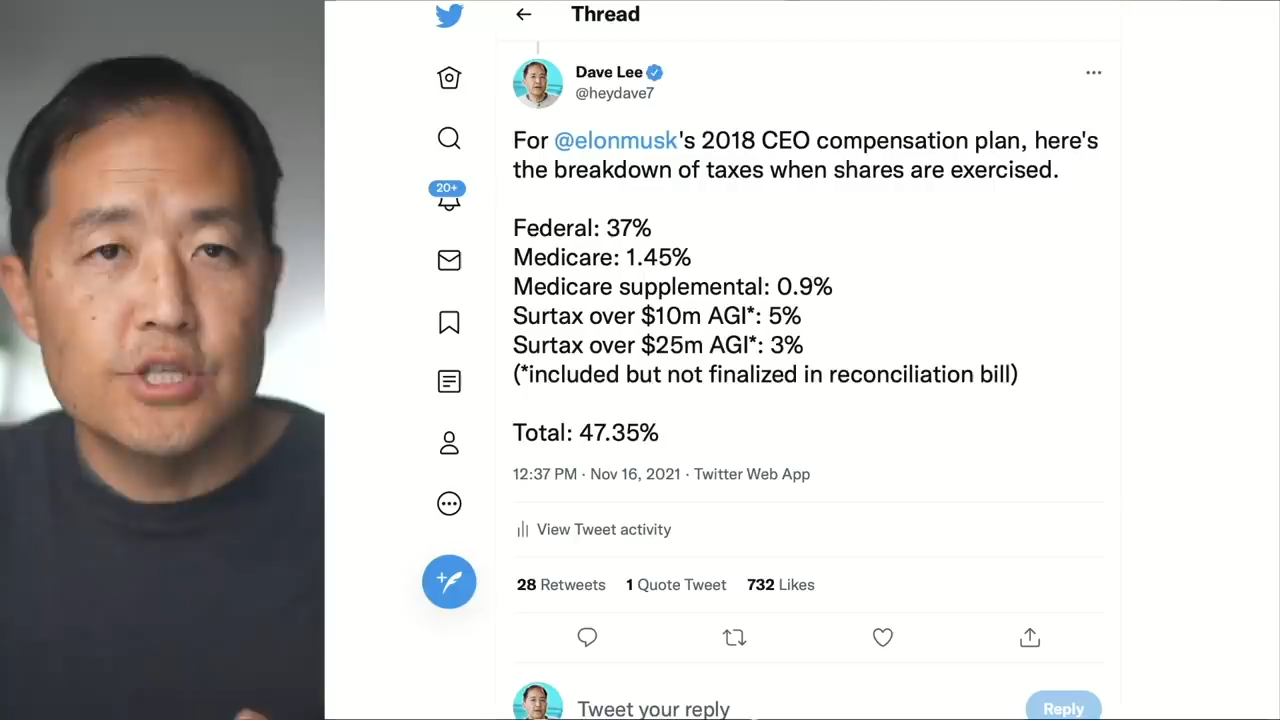 Thread
Dave Lee
@heydave7
For @elonmusk's 2018 CEO compensation plan, here's
the breakdown of taxes when shares are exercised.
Federal: 37%
Medicare: 1.45%
Medicare supplemental: 0.9%
Surtax over $10m AGI*: 5%
Surtax over $25m AGI*: 3%
(*included but not finalized in reconciliation bill)
Total: 47.35%
12:37 PM · Nov 16, 2021 · Twitter Web App
View Tweet activity
28 Retweets 1 Quote Tweet 732 Likes
Tweet your reply
Reply
20+